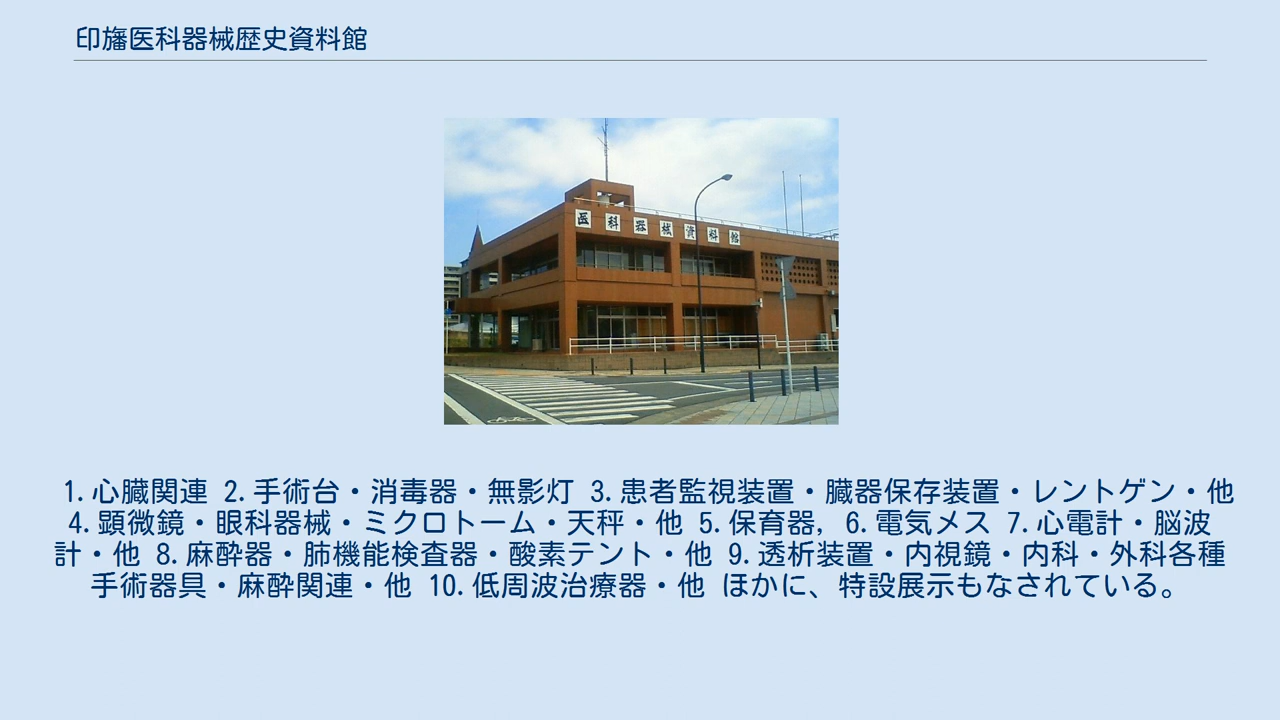 印旛医科器械歴史資料館
医科器械資料館
1. 心臓関連 2. 手術台・消毒器・無影灯 3. 患者監視装置・臓器保存装置・レントゲン・他
4. 顕微鏡・眼科器械・ミクロトーム・天秤・他 5. 保育器, 6. 電気メス 7. 心電計・脳波
計・他 8. 麻酔器・肺機能検査器・酸素テント・他 9. 透析装置・内視鏡・内科・外科各種
手術器具・麻酔関連・他 10. 低周波治療器・他 ほかに、特設展示もなされている。